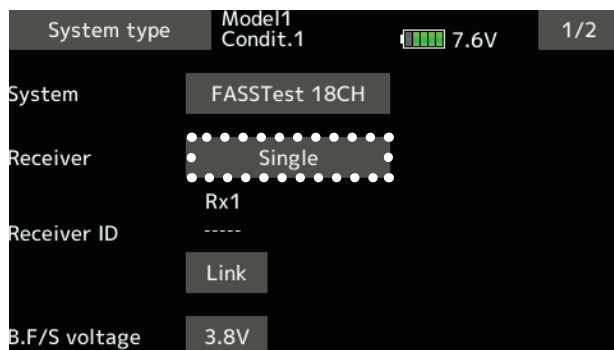 System type
Model1
Condit.1
7.6V
1/2
System
FASSTest 18CH
Receiver
Single
Rx1
Receiver ID
-----
Link
B.F/S voltage
3.8V